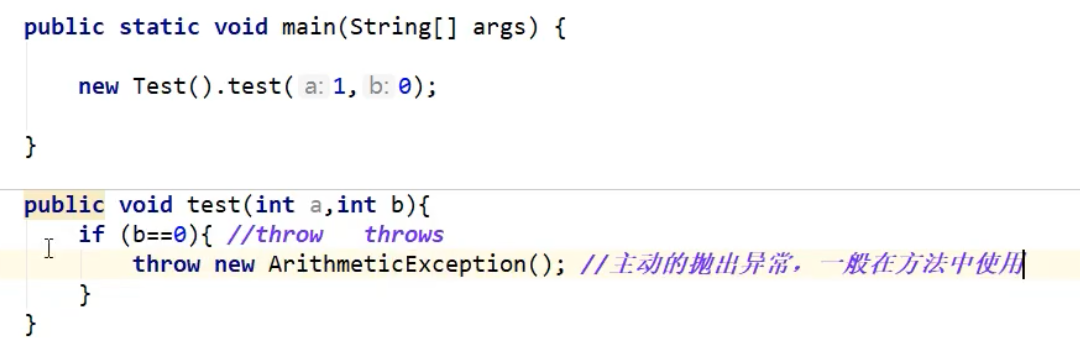 public static void main(String[] args) {
new Test().test( a: 1, b: 0);
}
public void test(int a,int b){
if (b==0){ //throw   throws
throw new ArithmeticException(); //主动的抛出异常，一般在方法中使用
}
}